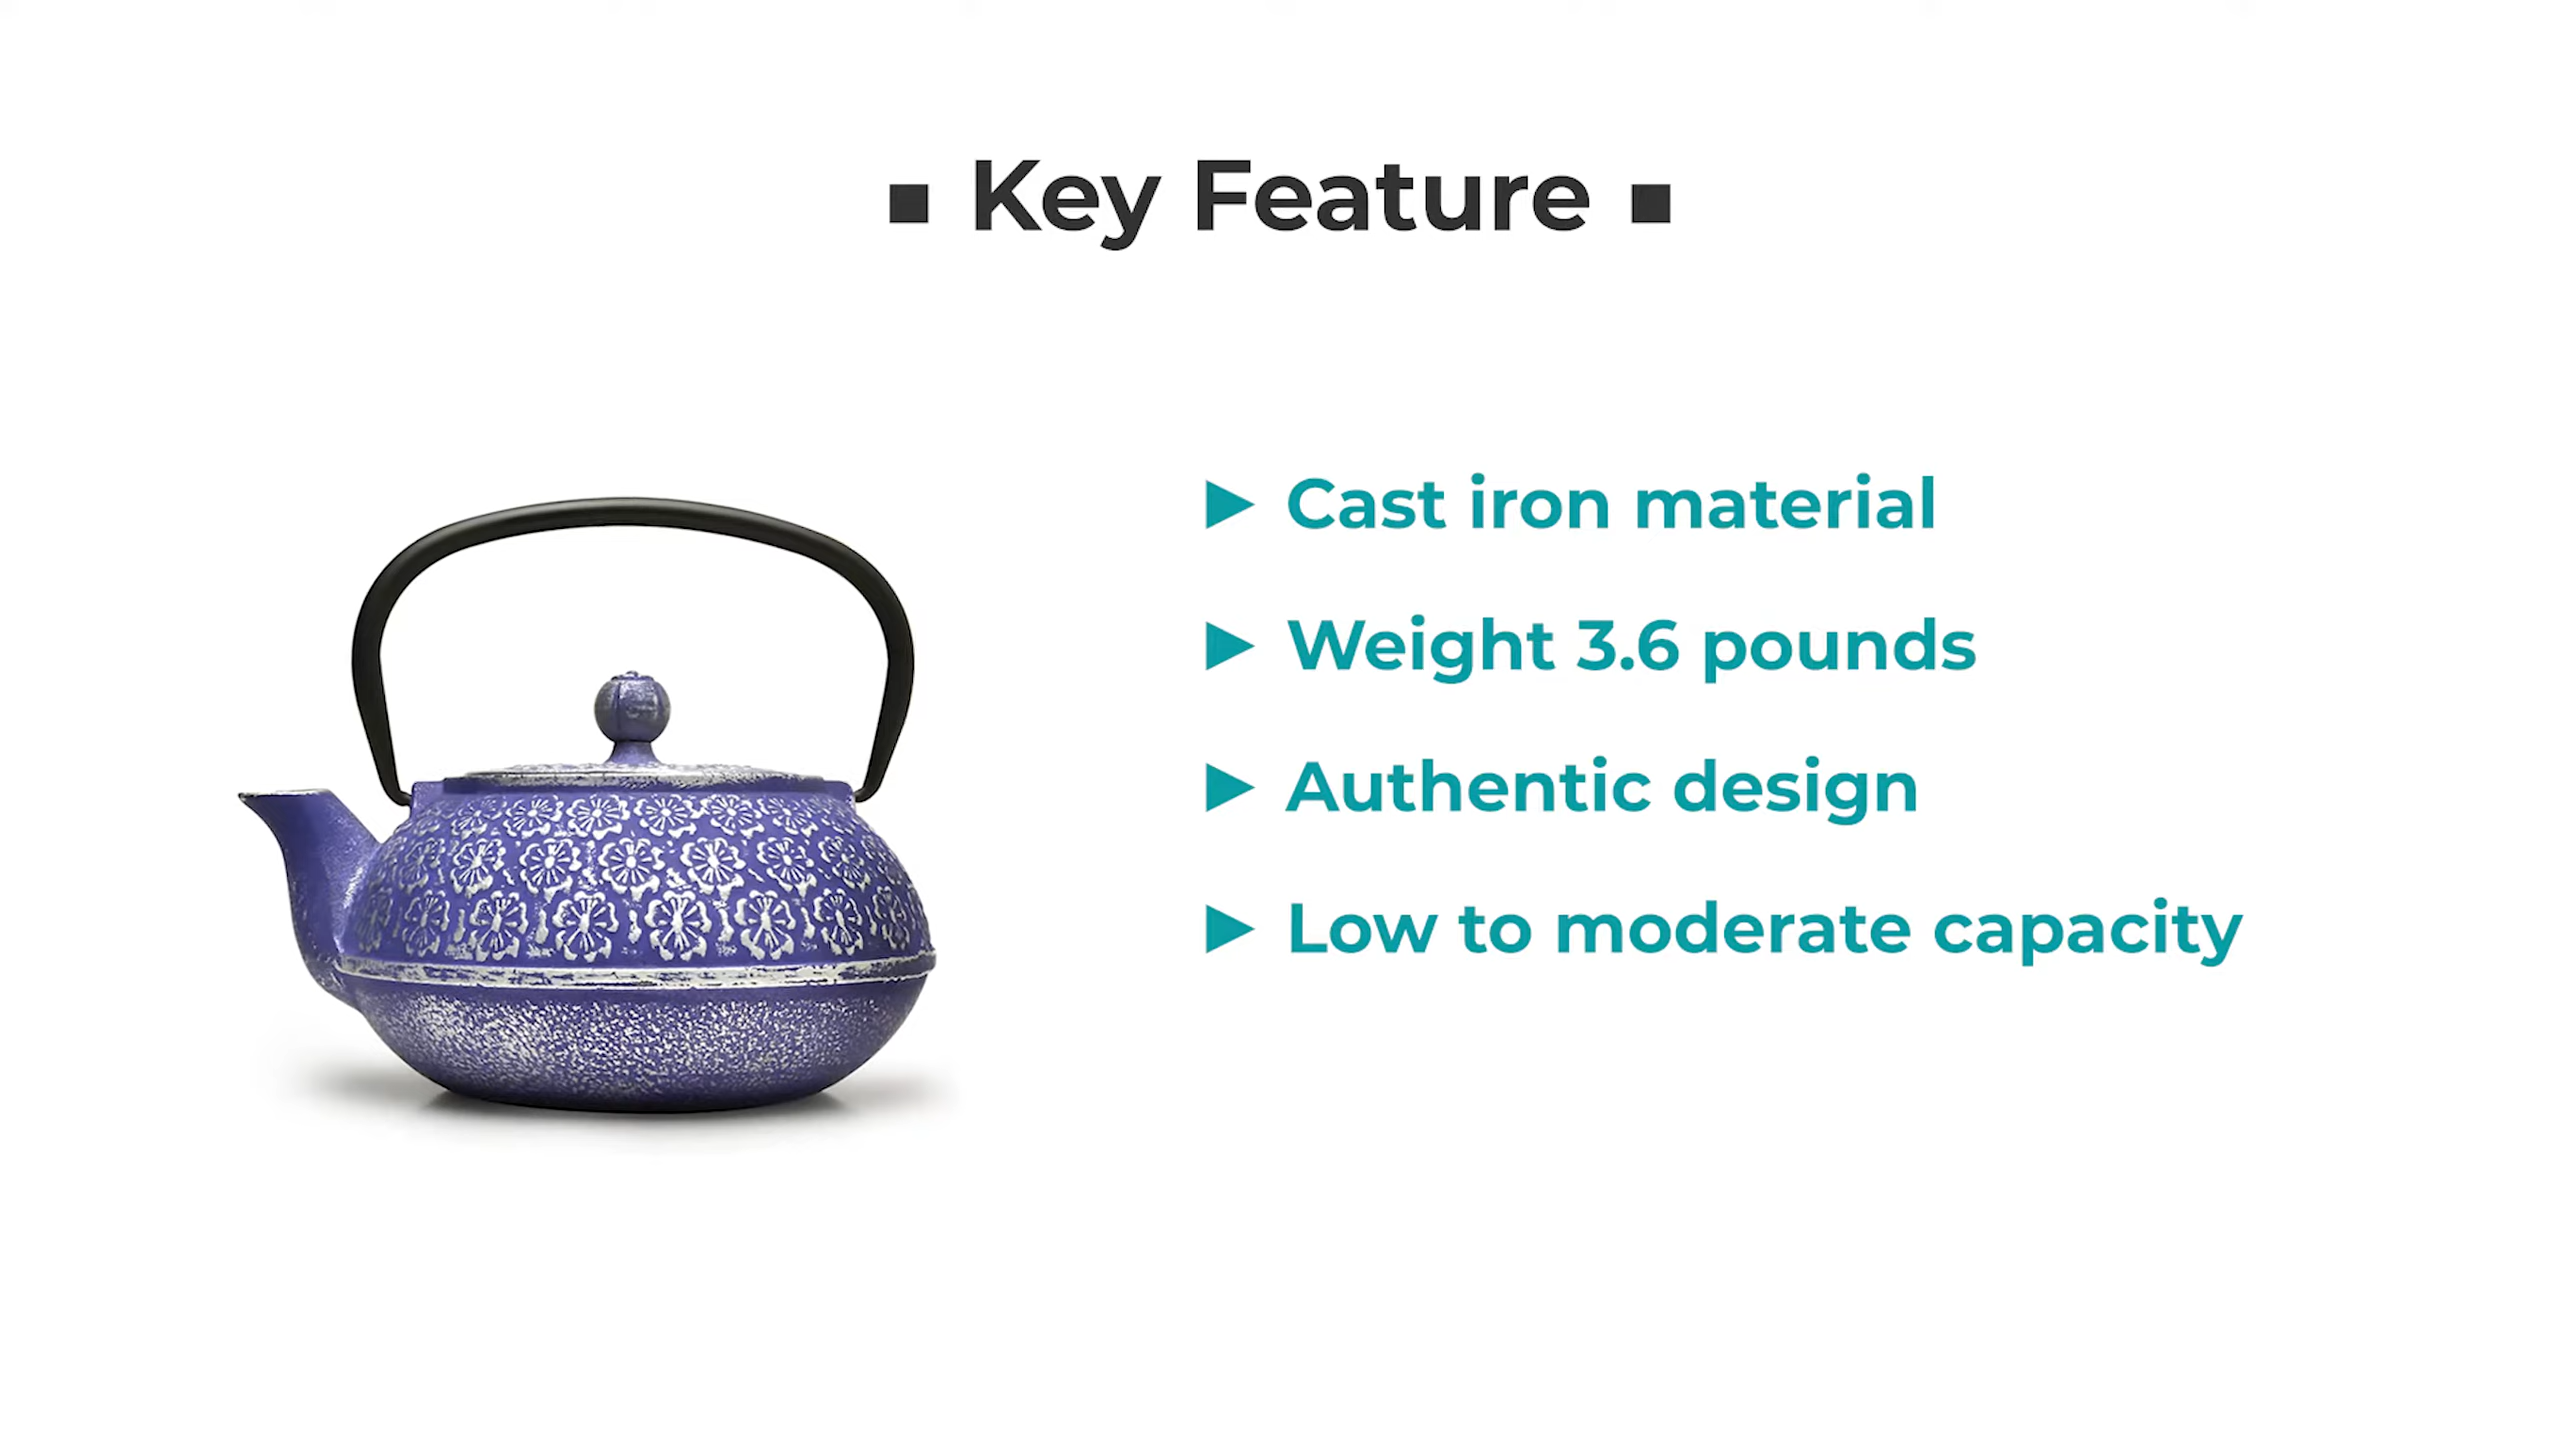 ▪ Key Feature ▪
► Cast iron material
► Weight 3.6 pounds
► Authentic design
► Low to moderate capacity